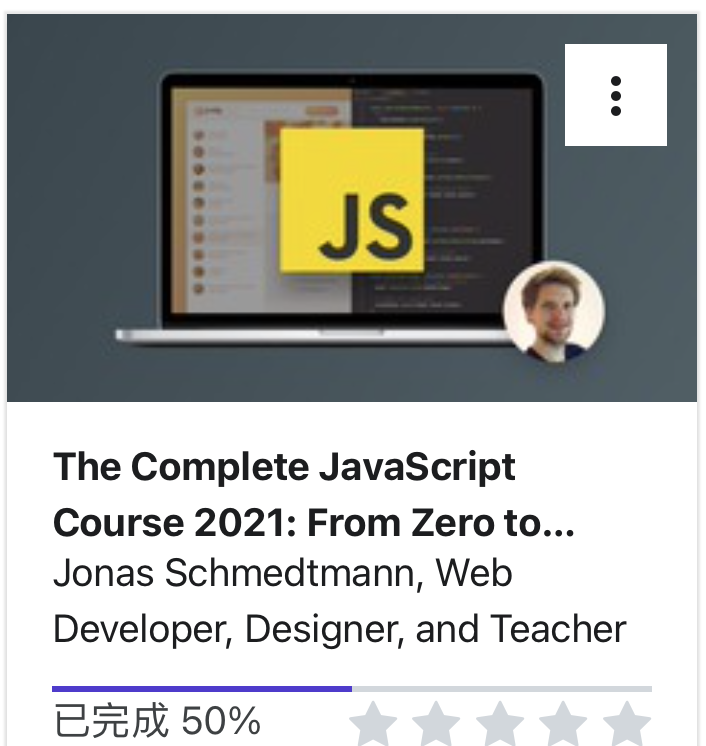 JS
The Complete JavaScript
Course 2021: From Zero to...
Jonas Schmedtmann, Web
Developer, Designer, and Teacher
已完成 50%